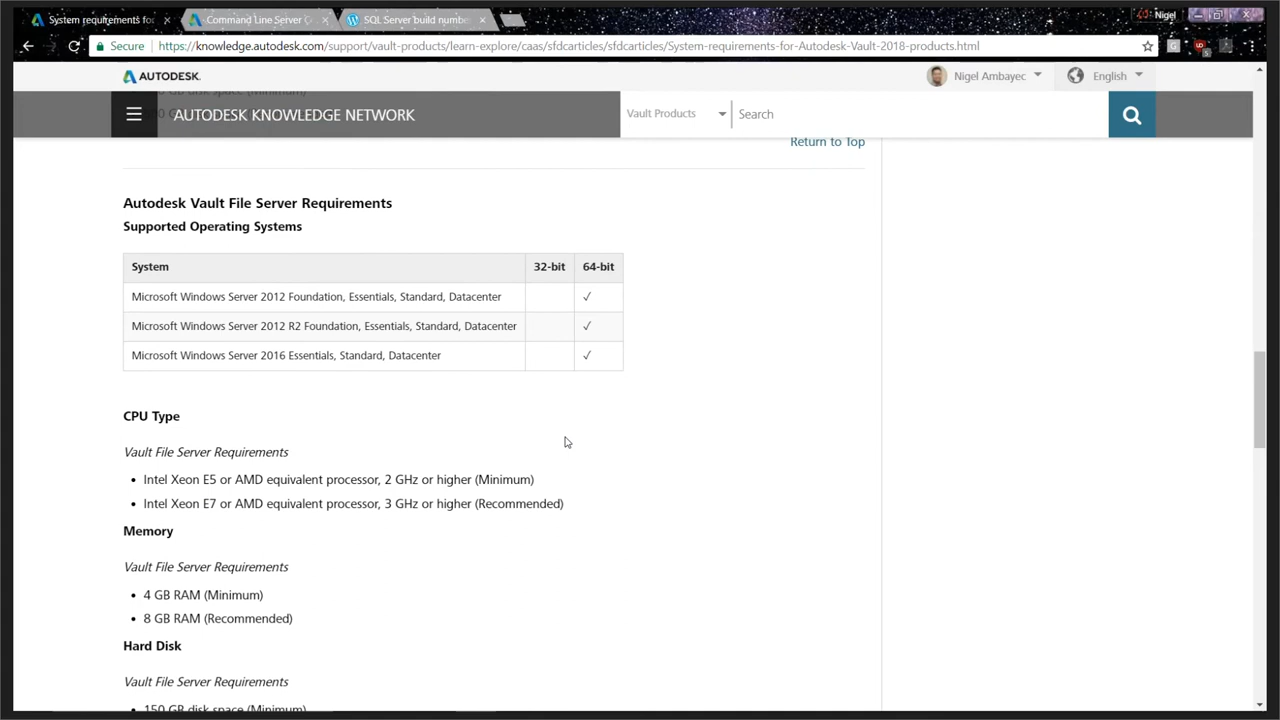 System requirements fo
Command Line Server
SQL Server build numbe
Nigel
Secure
https://knowledge.autodesk.com/support/vault-products/learn-explore/caas/sfdcarticles/sfdcarticles/System-requirements-for-Autodesk-Vault-2018-products.html
AUTODESK.
Nigel Ambayec
English
GB disk space (Minimum)
AUTODESK KNOWLEDGE NETWORK
Vault Products
Search
Return to Top
Autodesk Vault File Server Requirements
Supported Operating Systems
System 32-bit 64-bit
Microsoft Windows Server 2012 Foundation, Essentials, Standard, Datacenter ✓
Microsoft Windows Server 2012 R2 Foundation, Essentials, Standard, Datacenter ✓
Microsoft Windows Server 2016 Essentials, Standard, Datacenter ✓
CPU Type
Vault File Server Requirements
• Intel Xeon E5 or AMD equivalent processor, 2 GHz or higher (Minimum)
• Intel Xeon E7 or AMD equivalent processor, 3 GHz or higher (Recommended)
Memory
Vault File Server Requirements
• 4 GB RAM (Minimum)
• 8 GB RAM (Recommended)
Hard Disk
Vault File Server Requirements
• 150 GB disk space (Minimum)